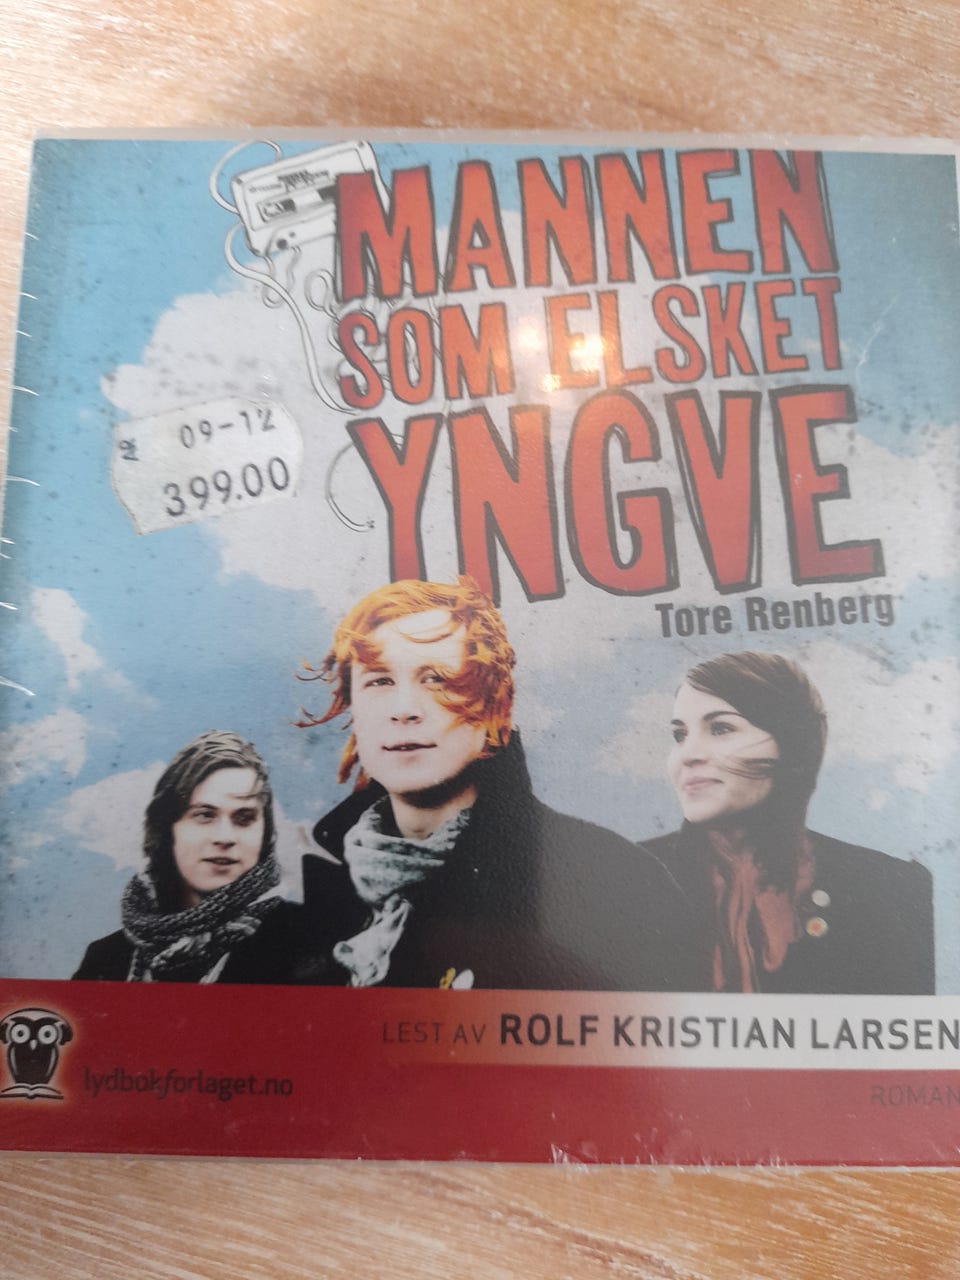 MANNEN
SOM ELSKET
YNGVE
Tore Renberg
09-12
399.00
LEST AV ROLF KRISTIAN LARSEN
lydbokforlaget.no
ROMAN